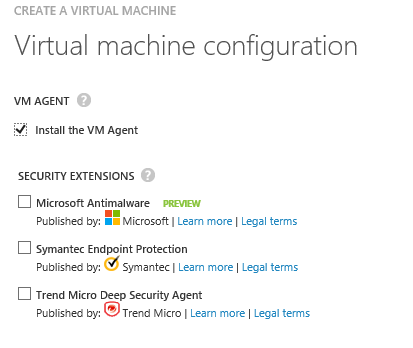 CREATE A VIRTUAL MACHINE
Virtual machine configuration
VM AGENT ?
Install the VM Agent
SECURITY EXTENSIONS ?
Microsoft Antimalware PREVIEW
Published by: Microsoft | Learn more | Legal terms
Symantec Endpoint Protection
Published by: Symantec | Learn more | Legal terms
Trend Micro Deep Security Agent
Published by: Trend Micro | Learn more | Legal terms